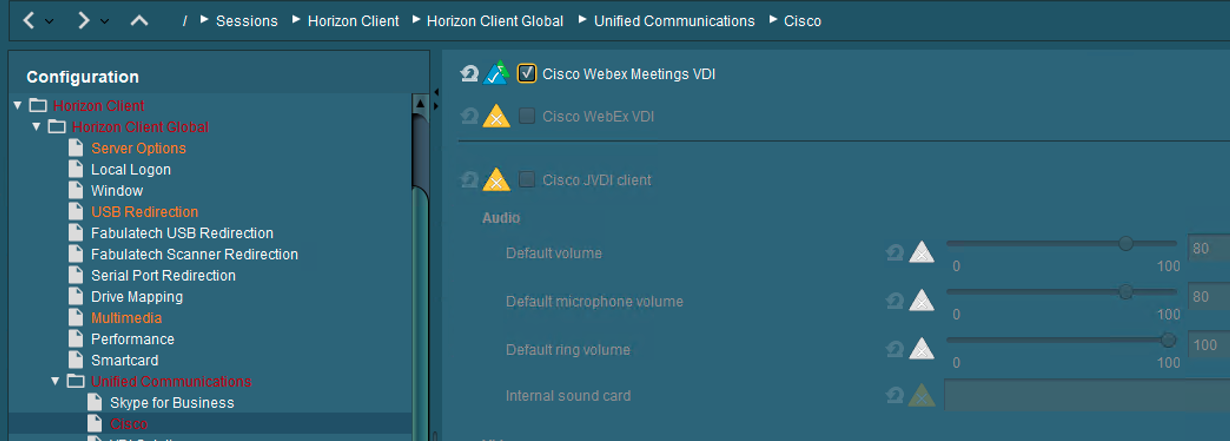 / Sessions Horizon Client Horizon Client Global Unified Communications Cisco
Configuration
Horizon Client
Horizon Client Global
Server Options
Local Logon
Window
USB Redirection
Fabulatech USB Redirection
Fabulatech Scanner Redirection
Serial Port Redirection
Drive Mapping
Multimedia
Performance
Smartcard
Unified Communications
Skype for Business
Cisco
Cisco Webex Meetings VDI
Cisco WebEx VDI
Cisco JVDI client
Audio
Default volume
0 100
80
Default microphone volume
0 100
80
Default ring volume
0 100
100
Internal sound card